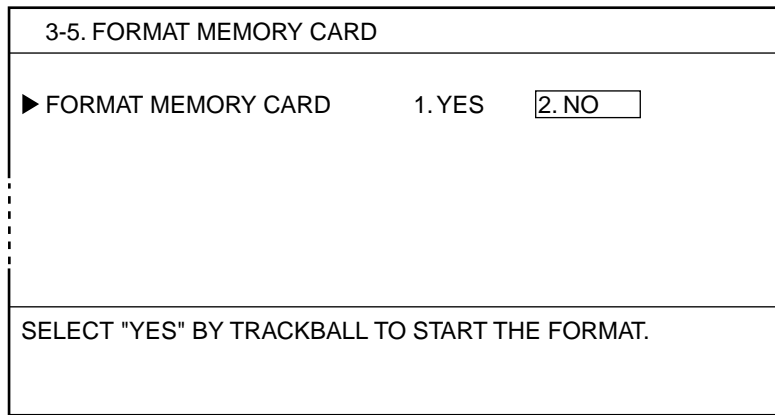 3-5. FORMAT MEMORY CARD
▶ FORMAT MEMORY CARD 1. YES 2. NO
SELECT "YES" BY TRACKBALL TO START THE FORMAT.